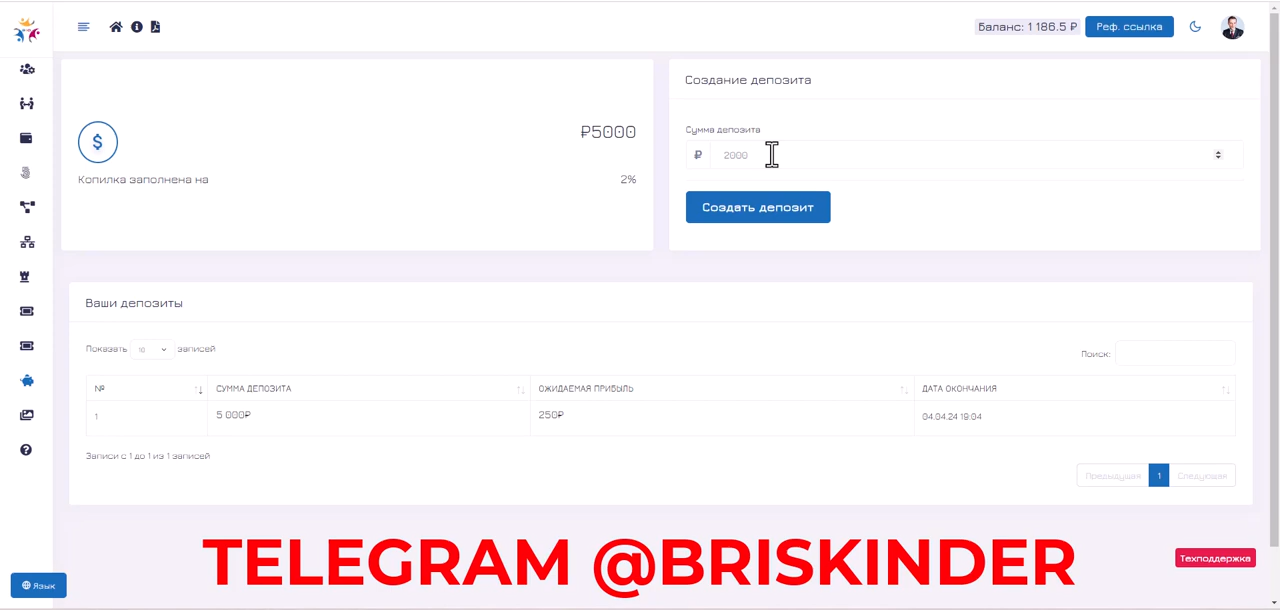 Баланс: 1 186.5 ₽
Реф. ссылка
₽5000
Копилка заполнена на
2%
Создание депозита
Сумма депозита
₽ 2000
Создать депозит
Ваши депозиты
Показать 10 записей
Поиск:
№ СУММА ДЕПОЗИТА ОЖИДАЕМАЯ ПРИБЫЛЬ ДАТА ОКОНЧАНИЯ
1 5 000₽ 250₽ 04.04.24 19:04
Записи с 1 до 1 из 1 записей
Предыдущая 1 Следующая
TELEGRAM @BRISKINDER
Техподдержка
Язык